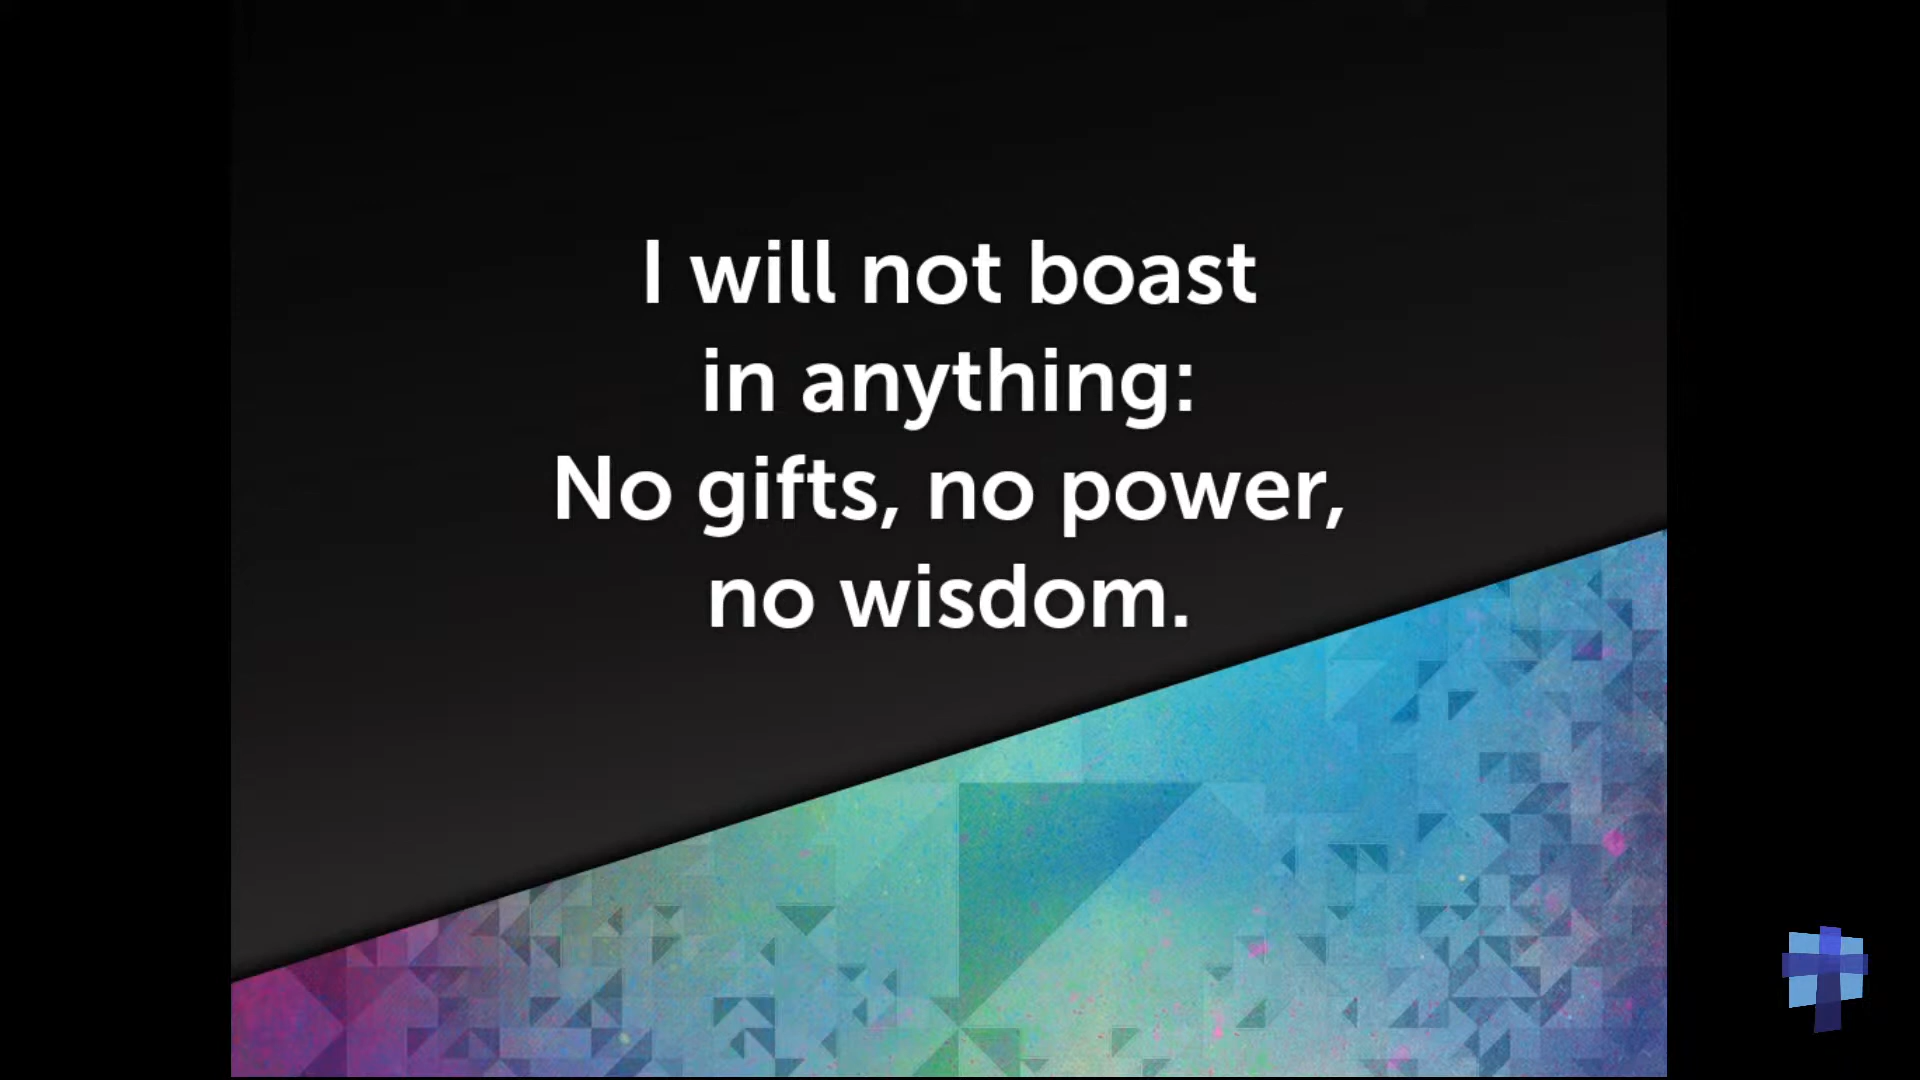 I will not boast
in anything:
No gifts, no power,
no wisdom.